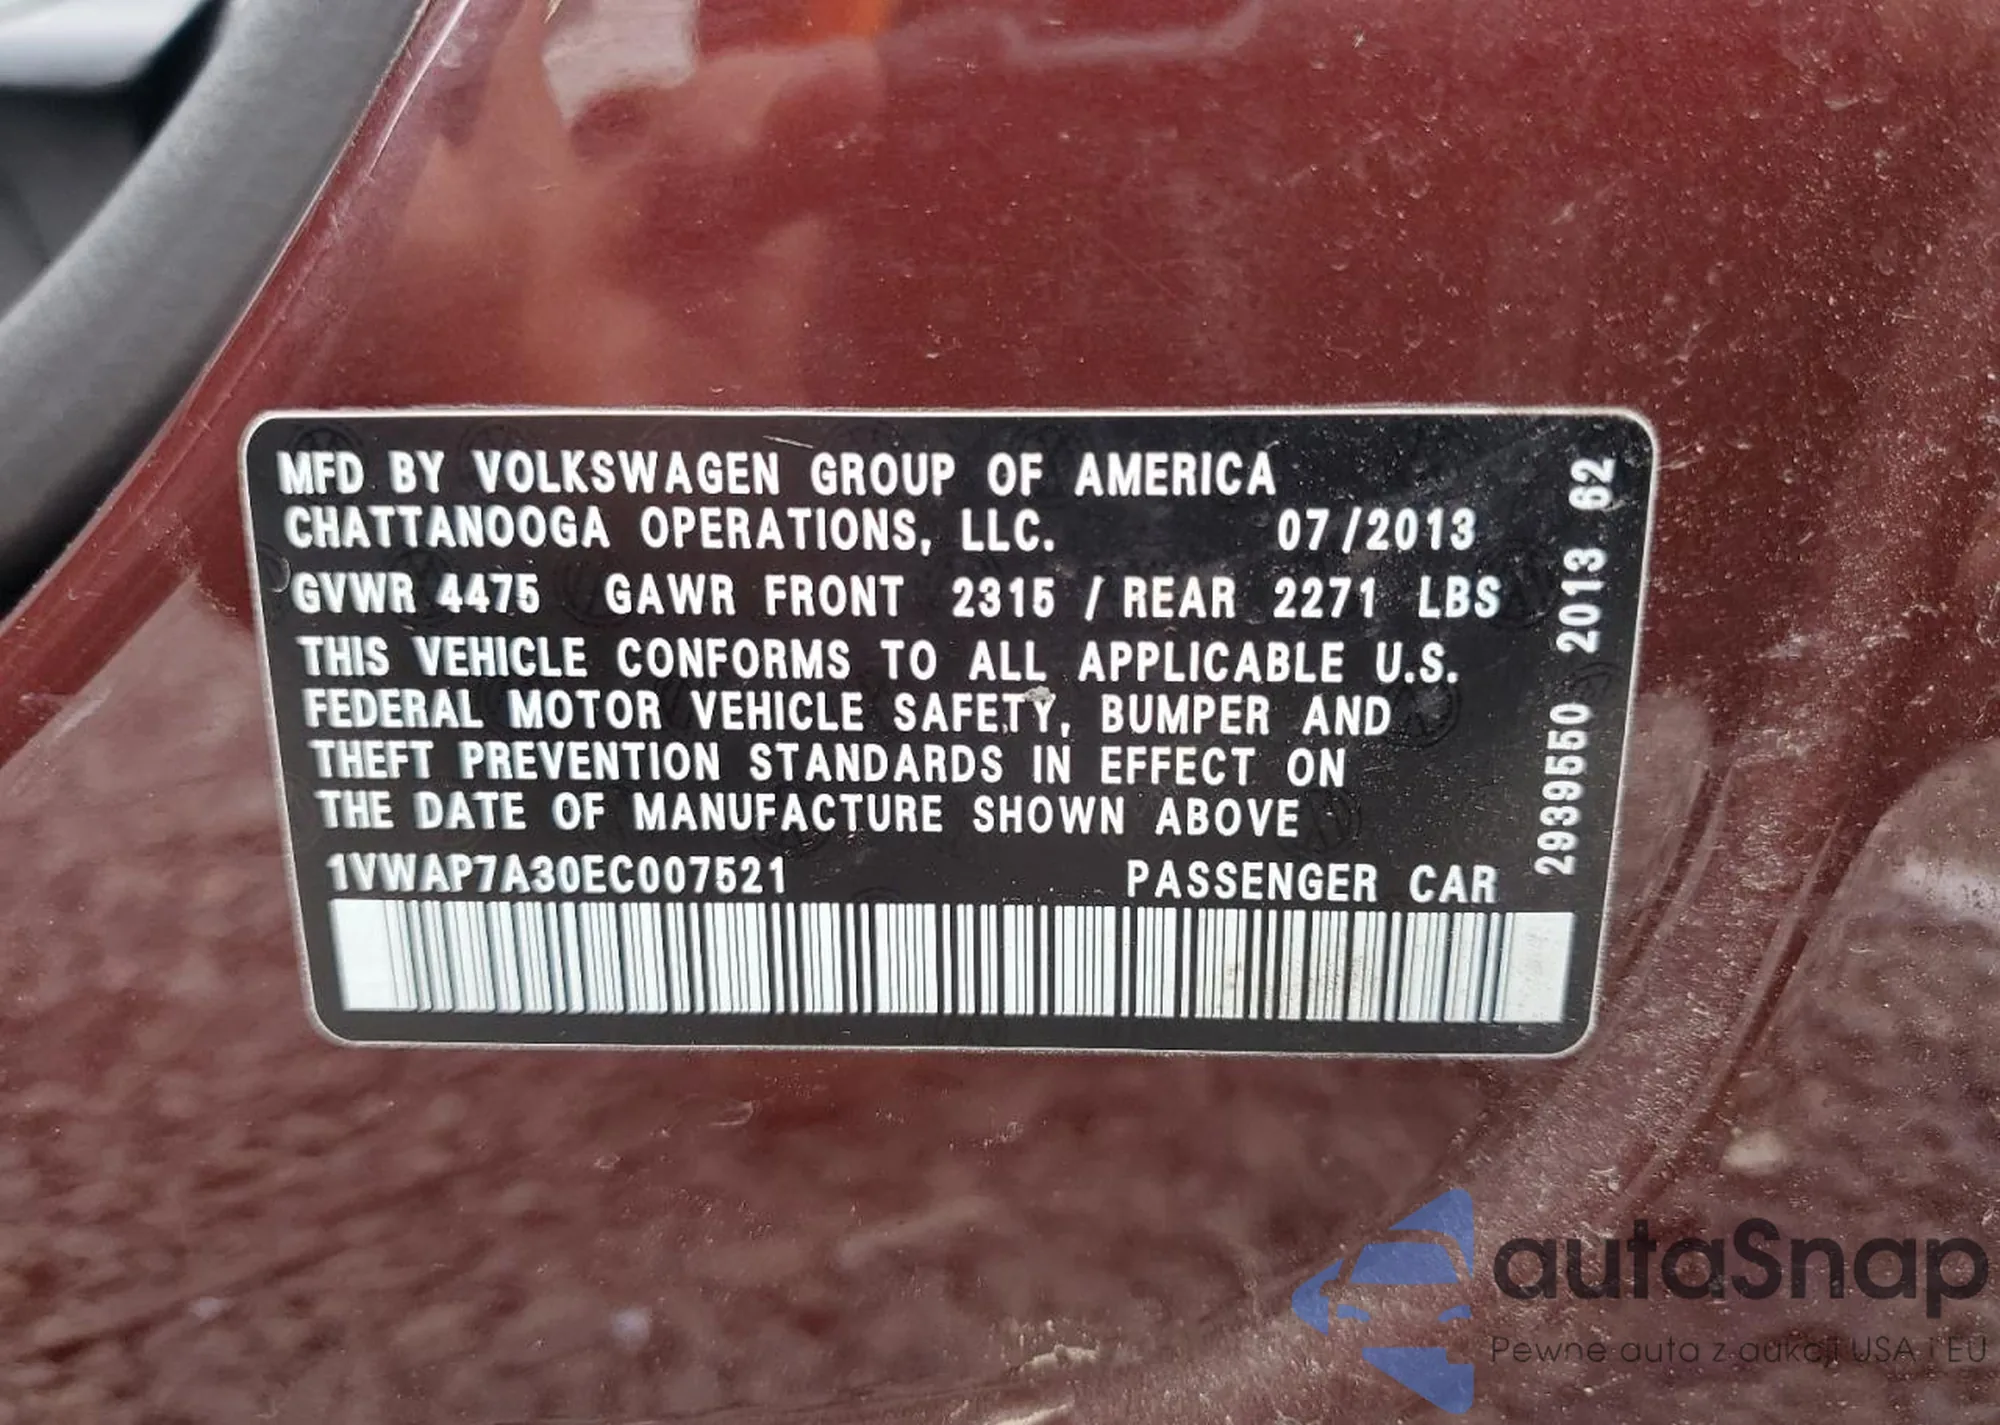 MFD BY VOLKSWAGEN GROUP OF AMERICA
CHATTANOOGA OPERATIONS, LLC. 07/2013
GVWR 4475 GAWR FRONT 2315 / REAR 2271 LBS
THIS VEHICLE CONFORMS TO ALL APPLICABLE U.S.
FEDERAL MOTOR VEHICLE SAFETY, BUMPER AND
THEFT PREVENTION STANDARDS IN EFFECT ON
THE DATE OF MANUFACTURE SHOWN ABOVE
1VWAP7A30EC007521 PASSENGER CAR
2939550 2013 62
autaSnap
Pewne auta z aukcji USA i EU